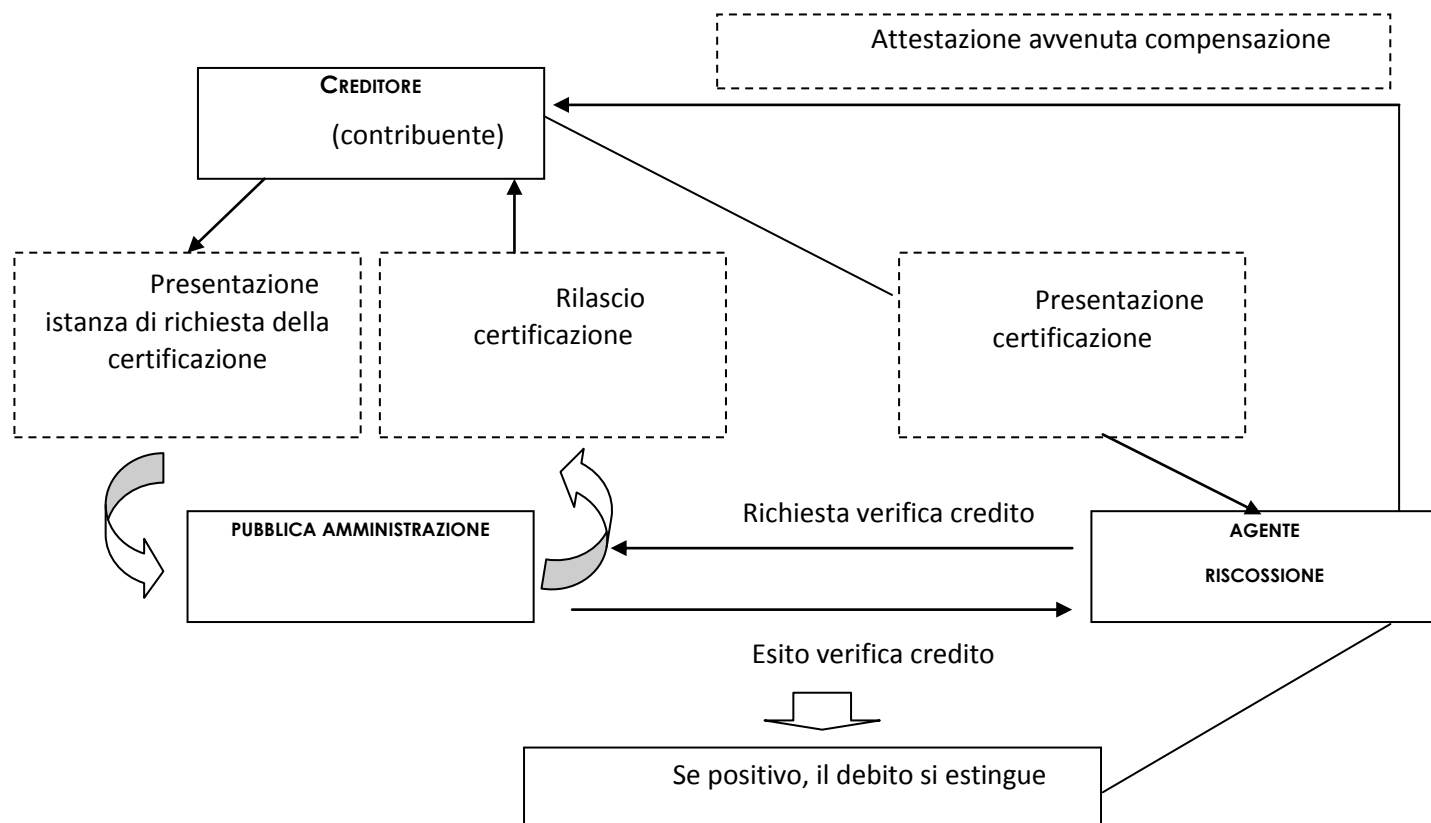 Attestazione avvenuta compensazione
CREDITORE
(contribuente)
Presentazione
istanza di richiesta della
certificazione
Rilascio
certificazione
Presentazione
certificazione
PUBBLICA AMMINISTRAZIONE
Richiesta verifica credito
AGENTE
RISCOSSIONE
Esito verifica credito
Se positivo, il debito si estingue